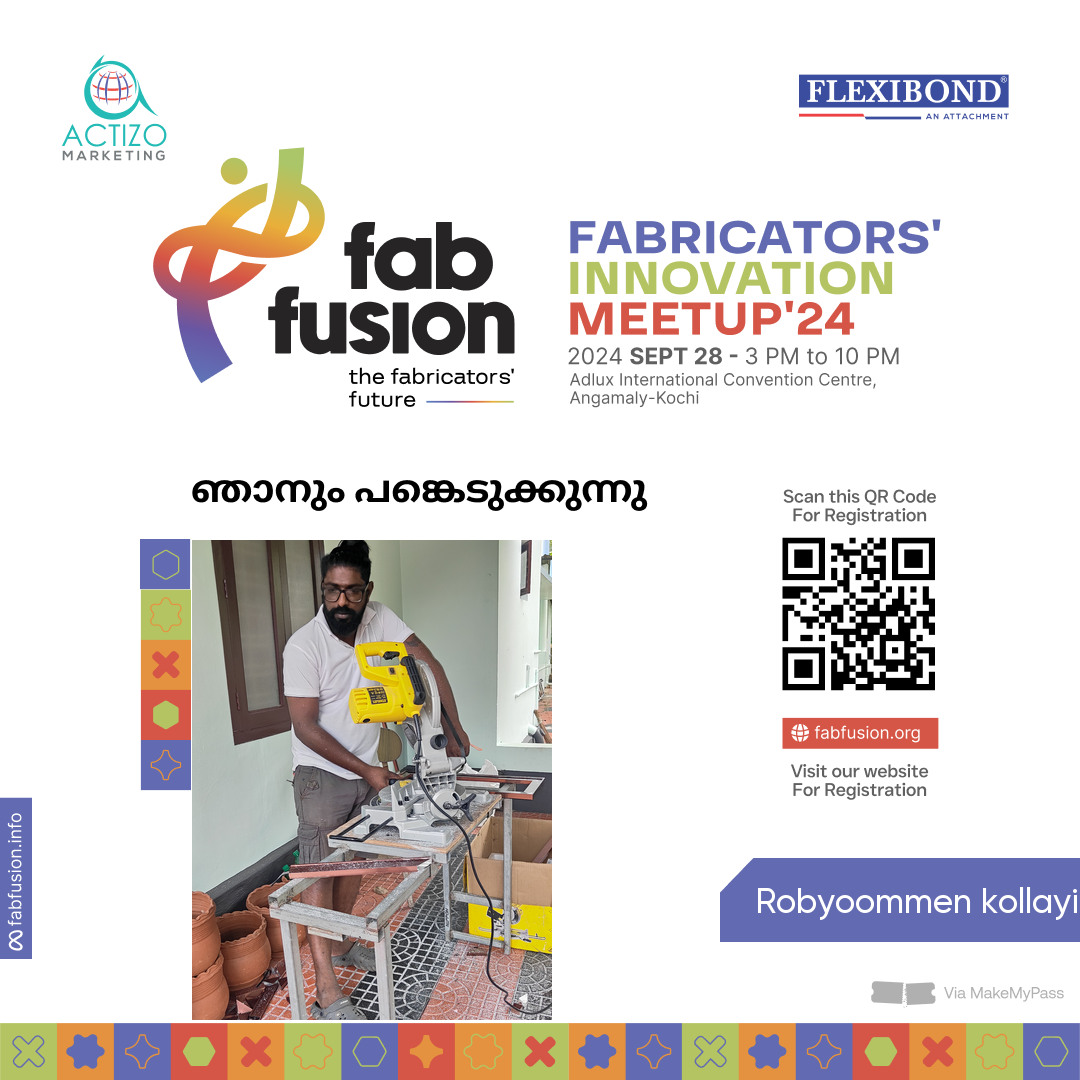 ACTIZO
MARKETING
FLEXIBOND®
AN ATTACHMENT
fab
fusion
the fabricators'
future
FABRICATORS'
INNOVATION
MEETUP'24
2024 SEPT 28 - 3 PM to 10 PM
Adlux International Convention Centre,
Angamaly-Kochi
ഞാനും പങ്കെടുക്കുന്നു
Scan this QR Code
For Registration
fabfusion.org
Visit our website
For Registration
fabfusion.info
Robyoommen kollayi
Via MakeMyPass